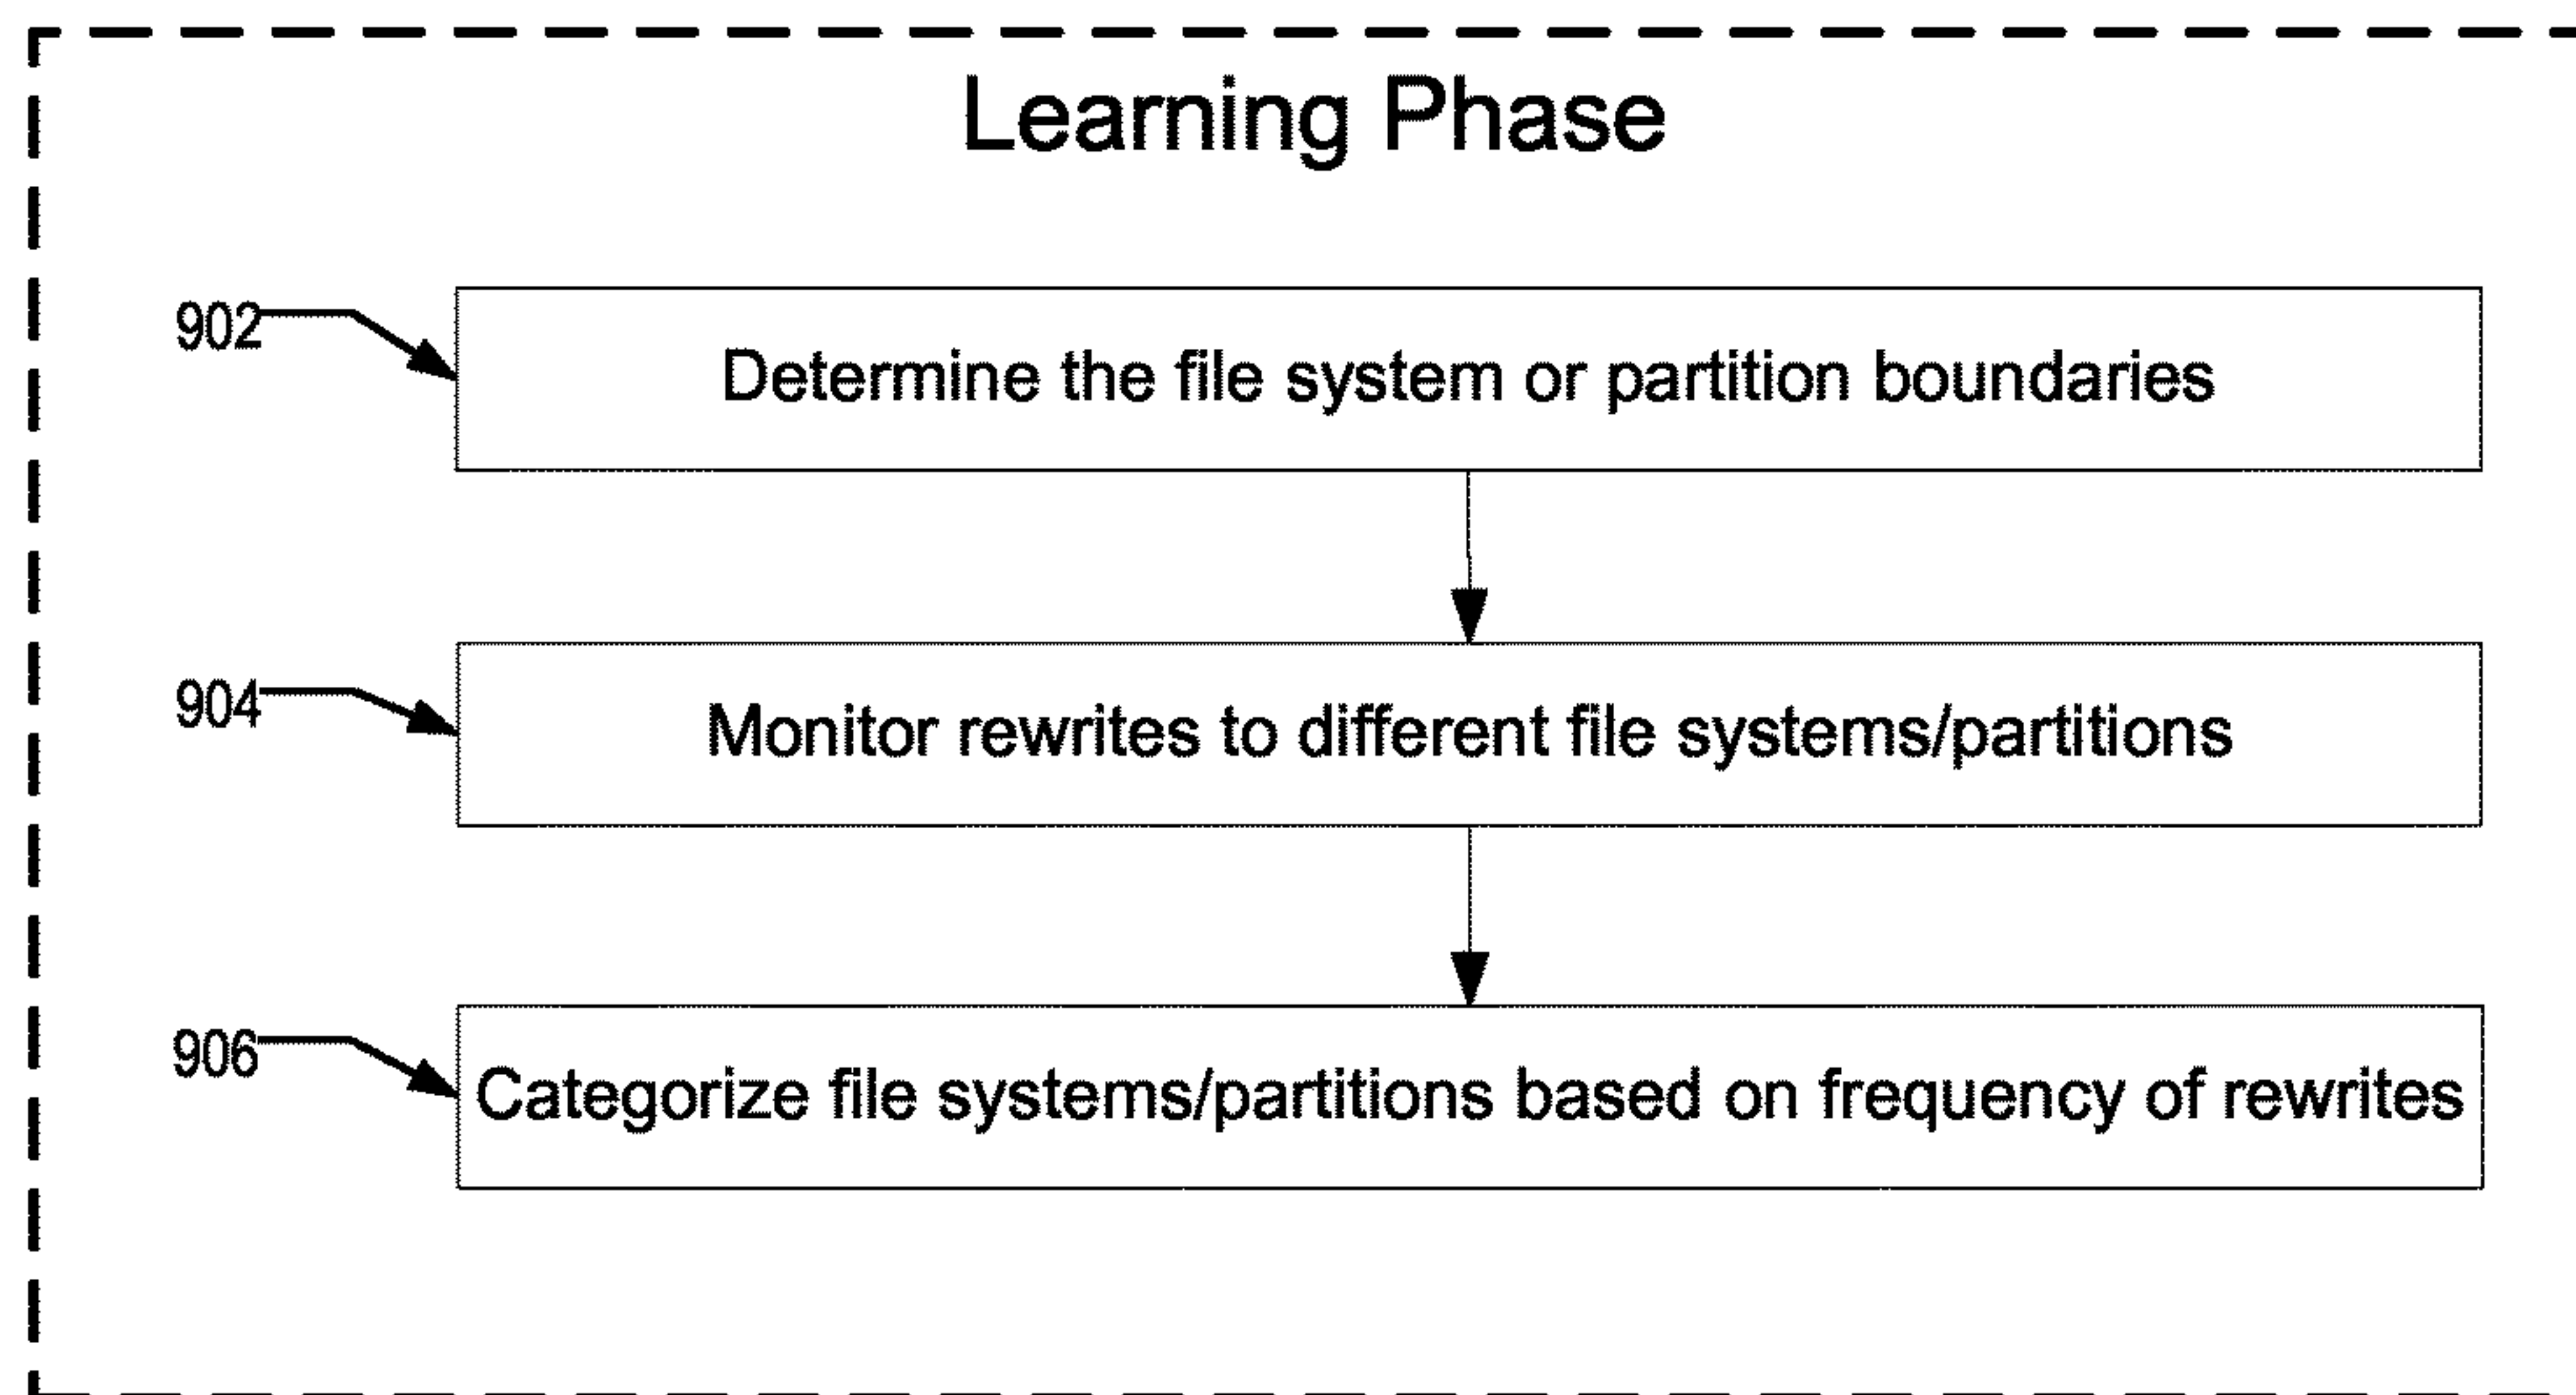 Learning Phase
902
Determine the file system or partition boundaries
904
Monitor rewrites to different file systems/partitions
906
Categorize file systems/partitions based on frequency of rewrites